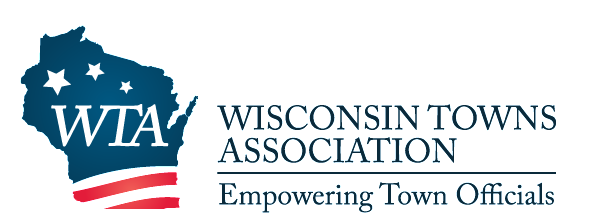 WTA
WISCONSIN TOWNS
ASSOCIATION
Empowering Town Officials